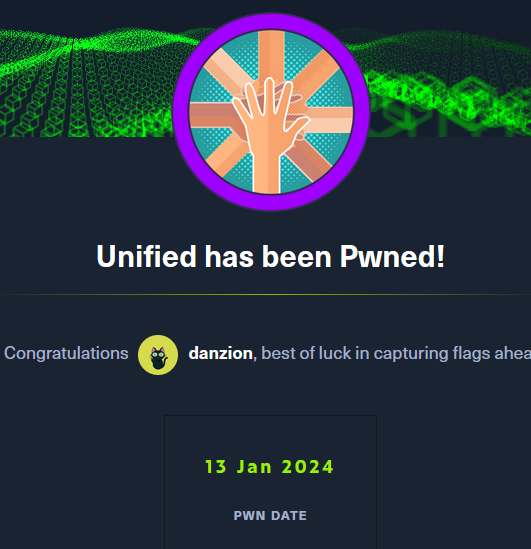 Unified has been Pwned!
Congratulations danzion, best of luck in capturing flags ahea
13 Jan 2024
PWN DATE